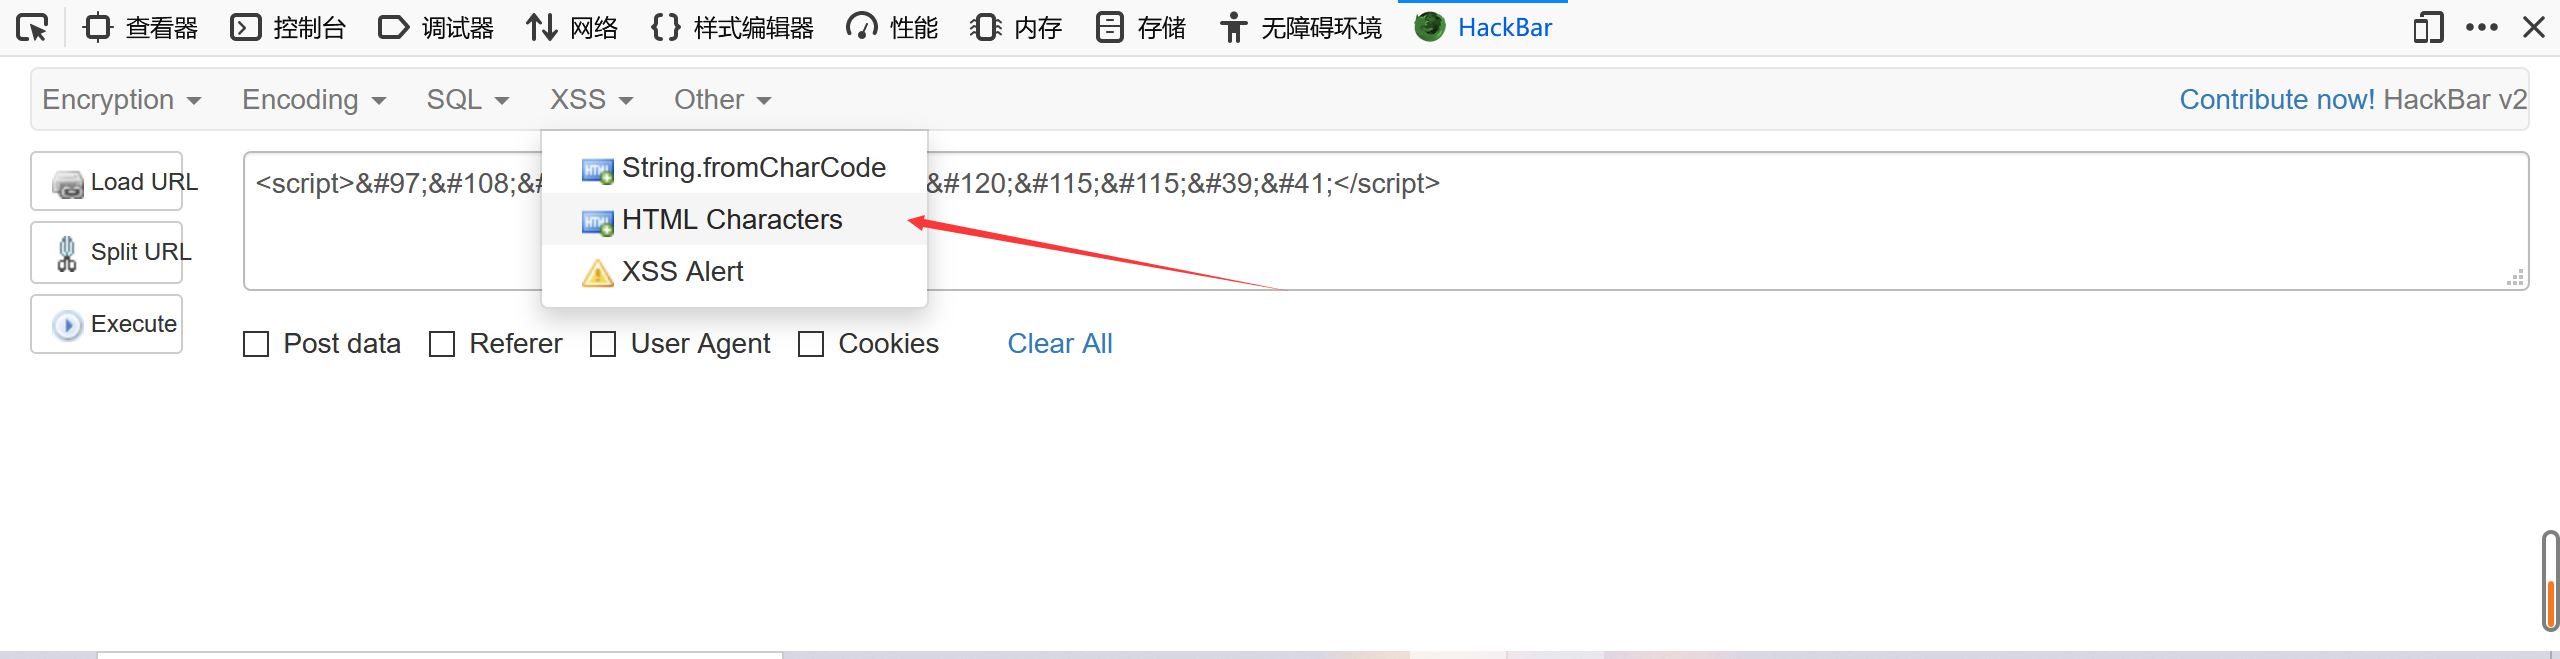 查看器 控制台 调试器 网络 {} 样式编辑器 性能 内存 存储 无障碍环境 HackBar
Encryption Encoding SQL XSS Other Contribute now! HackBar v2
String.fromCharCode
HTML Characters
XSS Alert
Load URL <script>&#97;&#108;&# &#120;&#115;&#115;&#39;&#41;</script>
Split URL
Execute
Post data Referer User Agent Cookies Clear All